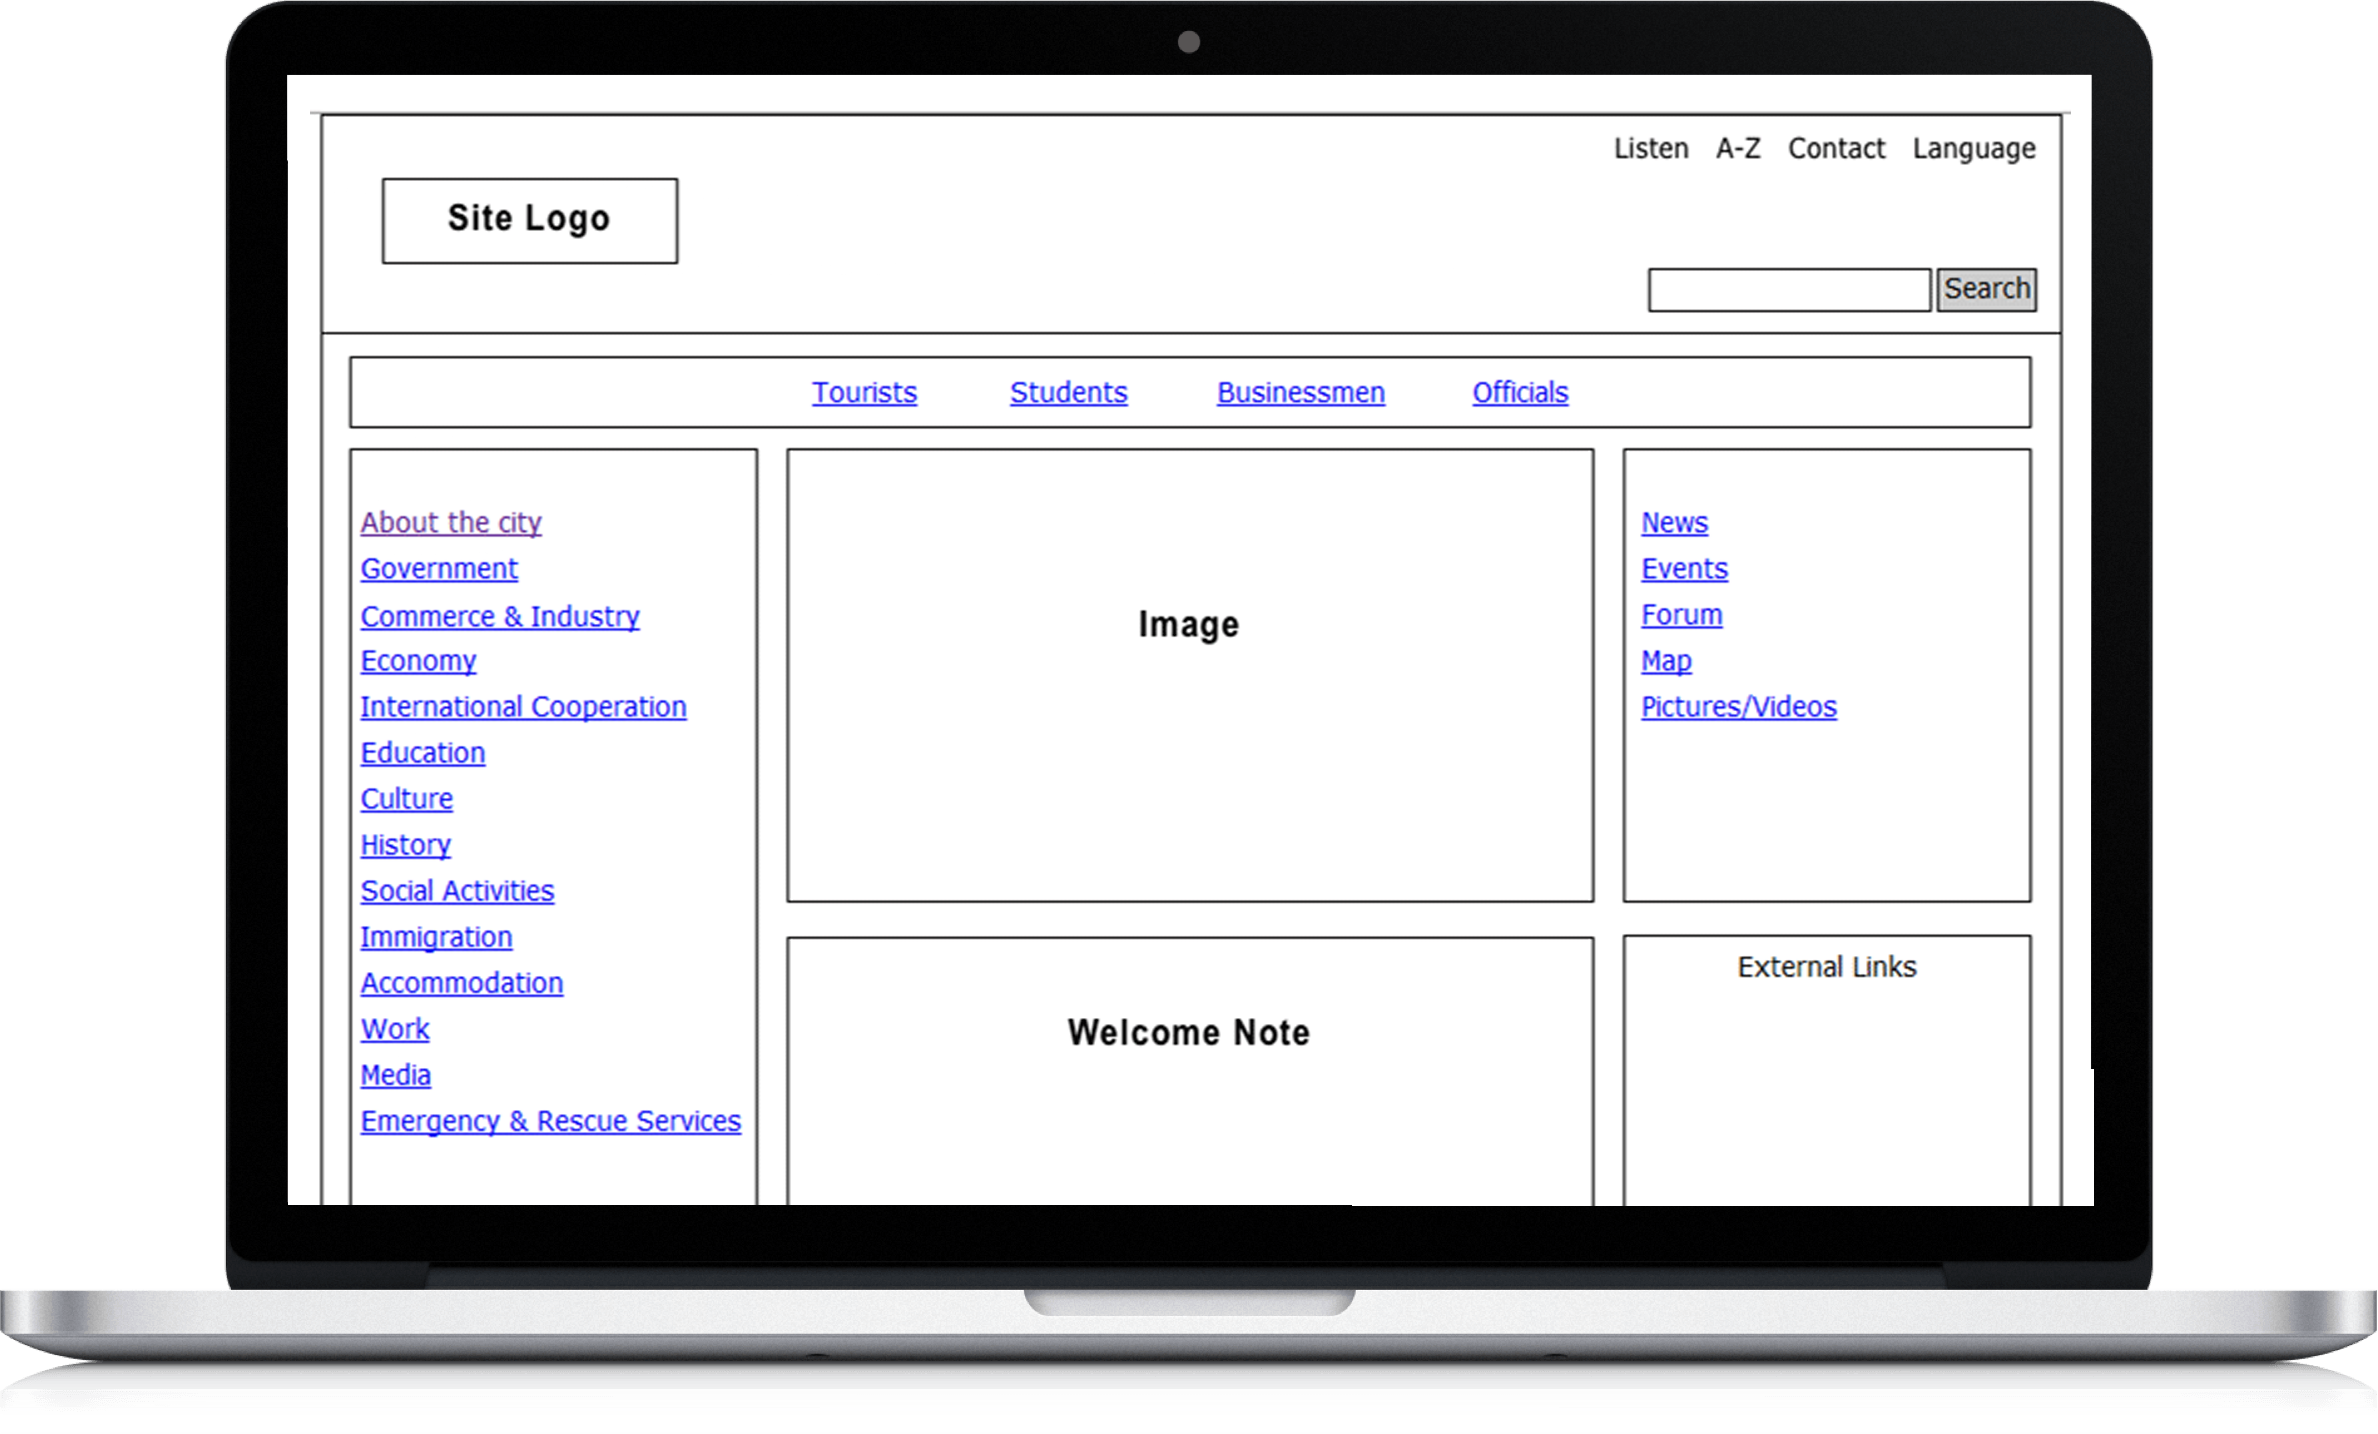 Listen A-Z Contact Language
Site Logo
Search
Tourists Students Businessmen Officials
About the city
Government
Commerce & Industry
Economy
International Cooperation
Education
Culture
History
Social Activities
Immigration
Accommodation
Work
Media
Emergency & Rescue Services
Image
Welcome Note
News
Events
Forum
Map
Pictures/Videos
External Links